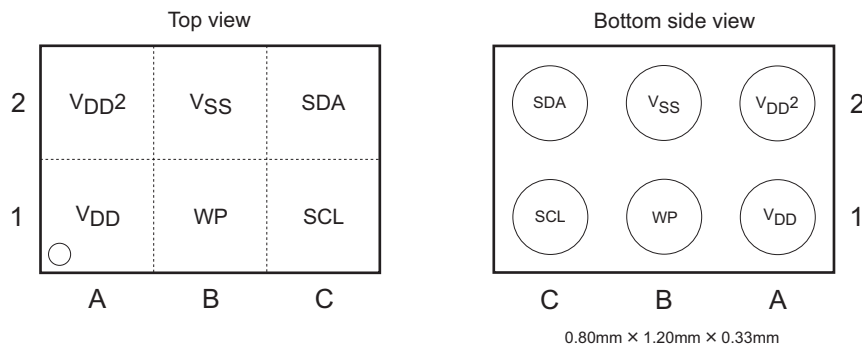 Top view
2 VDD2 VSS SDA
1 VDD WP SCL
A B C
Bottom side view
SDA VSS VDD2 2
SCL WP VDD 1
C B A
0.80mm × 1.20mm × 0.33mm